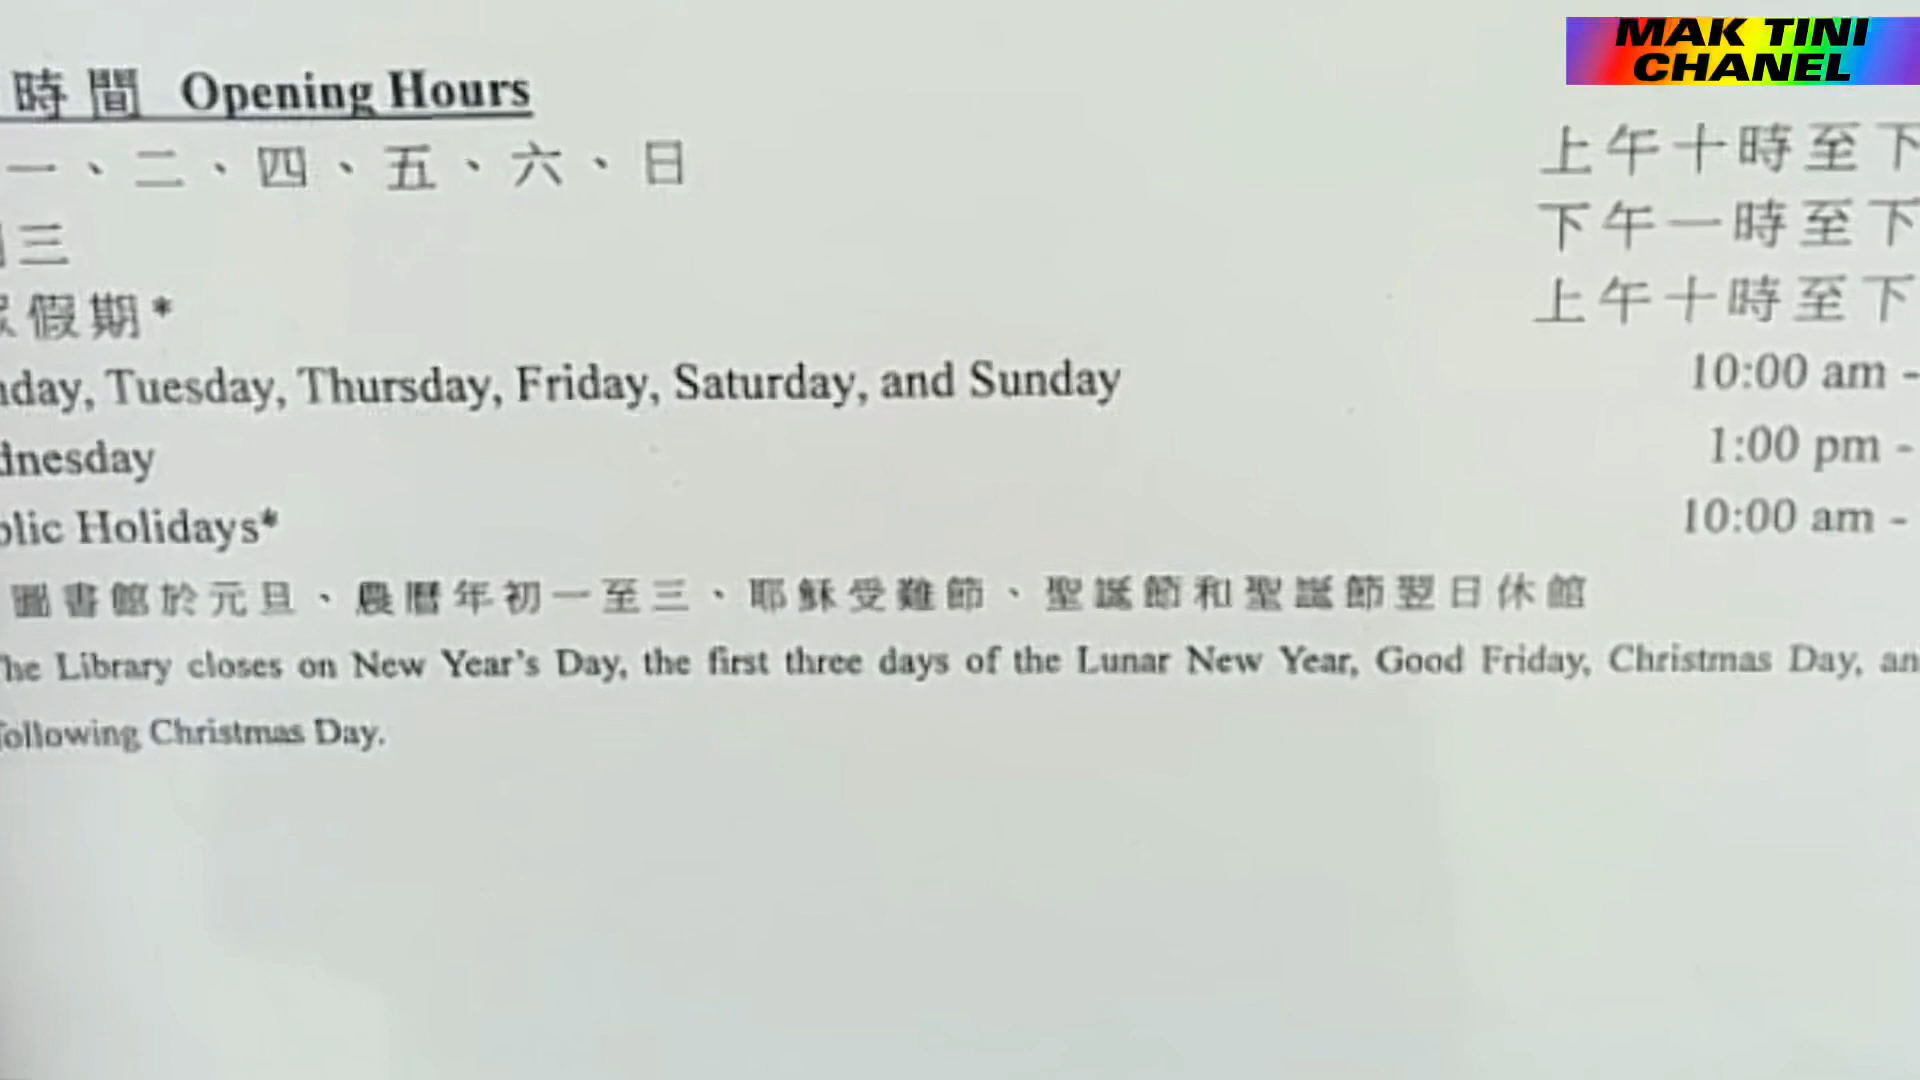 MAK TINI
CHANEL
時間 Opening Hours
一、二、四、五、六、日
上午十時至下
三
下午一時至下
假期*
上午十時至下
day, Tuesday, Thursday, Friday, Saturday, and Sunday
10:00 am -
dnesday
1:00 pm -
blic Holidays*
10:00 am -
圖書館於元旦、農曆年初一至三、耶穌受難節、聖誕節和聖誕節翌日休館
The Library closes on New Year's Day, the first three days of the Lunar New Year, Good Friday, Christmas Day, an
following Christmas Day.